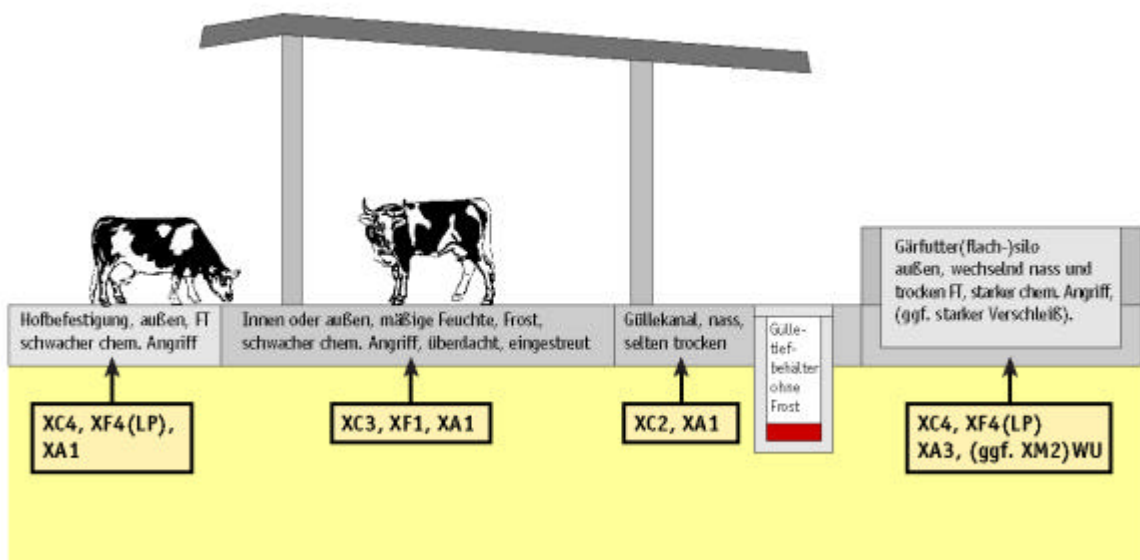 Hofbefestigung, außen, FT
schwacher chem. Angriff
Innen oder außen, mäßige Feuchte, Frost,
schwacher chem. Angriff, überdacht, eingestreut
Güllekanal, nass,
selten trocken
Gülle-
tief-
behälter
ohne
Frost
Gärfutter(flach-)silo
außen, wechselnd nass und
trocken FT, starker chem. Angriff,
(ggf. starker Verschleiß).
XC4, XF4(LP),
XA1
XC3, XF1, XA1
XC2, XA1
XC4, XF4(LP)
XA3, (ggf. XM2)WU